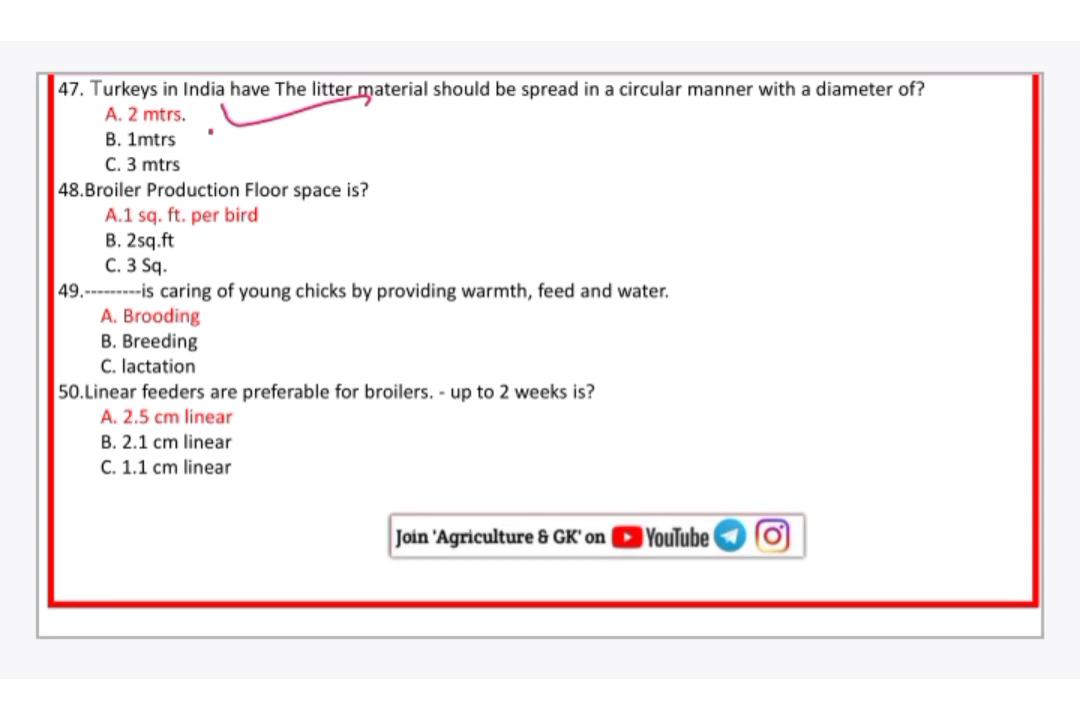 47. Turkeys in India have The litter material should be spread in a circular manner with a diameter of?
A. 2 mtrs.
B. 1mtrs
C. 3 mtrs
48.Broiler Production Floor space is?
A.1 sq. ft. per bird
B. 2sq.ft
C. 3 Sq.
49.---------is caring of young chicks by providing warmth, feed and water.
A. Brooding
B. Breeding
C. lactation
50.Linear feeders are preferable for broilers. - up to 2 weeks is?
A. 2.5 cm linear
B. 2.1 cm linear
C. 1.1 cm linear
Join 'Agriculture & GK' on YouTube